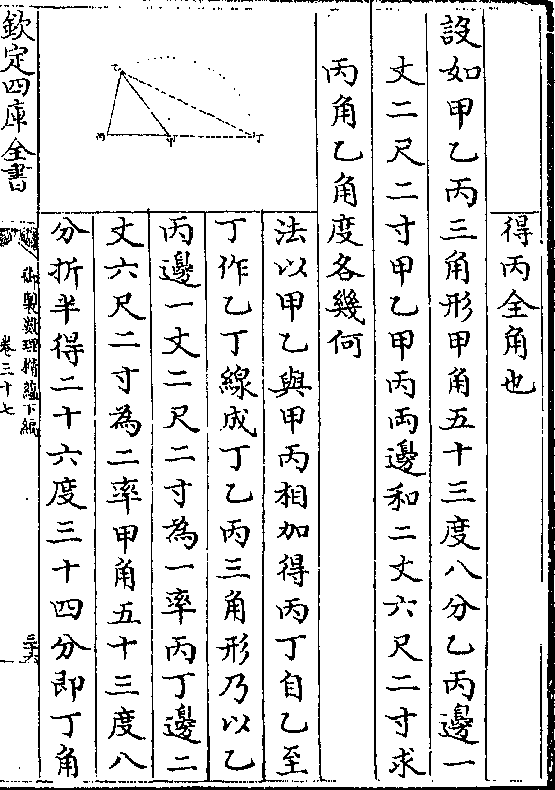 得丙全角也
設如甲乙丙三角形甲角五十三度八分乙丙邊一
丈二尺二寸甲乙甲丙兩邊和二丈六尺二寸求
丙角乙角度各幾何
乙
丙
甲
丁
法以甲乙與甲丙相加得丙丁自乙至
丁作乙丁線成丁乙丙三角形乃以乙
丙邊一丈二尺二寸為一率丙丁邊二
丈六尺二寸為二率甲角五十三度八
分折半得二十六度三十四分即丁角
欽定四庫全書
御製數理精蘊下編
卷三十七
三六